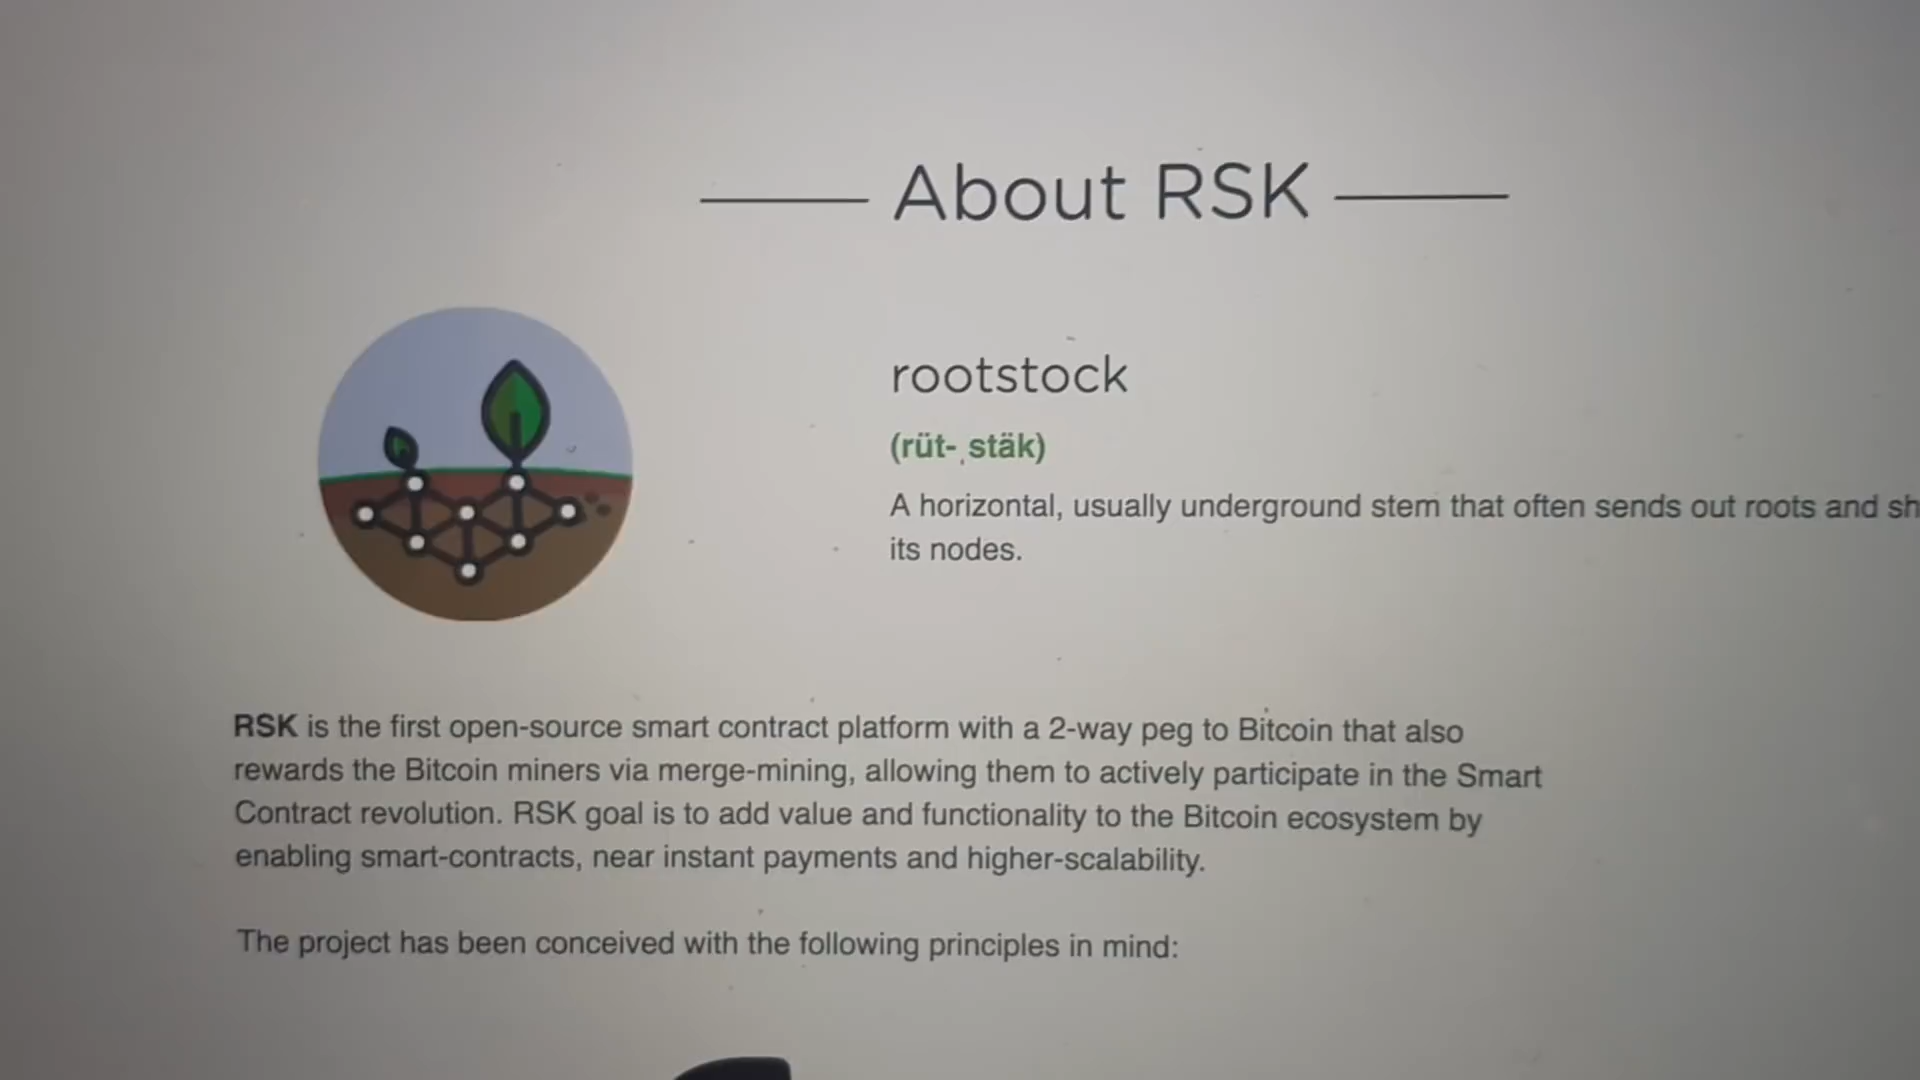 About RSK
rootstock
(rüt-ˌstäk)
A horizontal, usually underground stem that often sends out roots and
its nodes.
RSK is the first open-source smart contract platform with a 2-way peg to Bitcoin that also
rewards the Bitcoin miners via merge-mining, allowing them to actively participate in the Smart
Contract revolution. RSK goal is to add value and functionality to the Bitcoin ecosystem by
enabling smart-contracts, near instant payments and higher-scalability.
The project has been conceived with the following principles in mind: